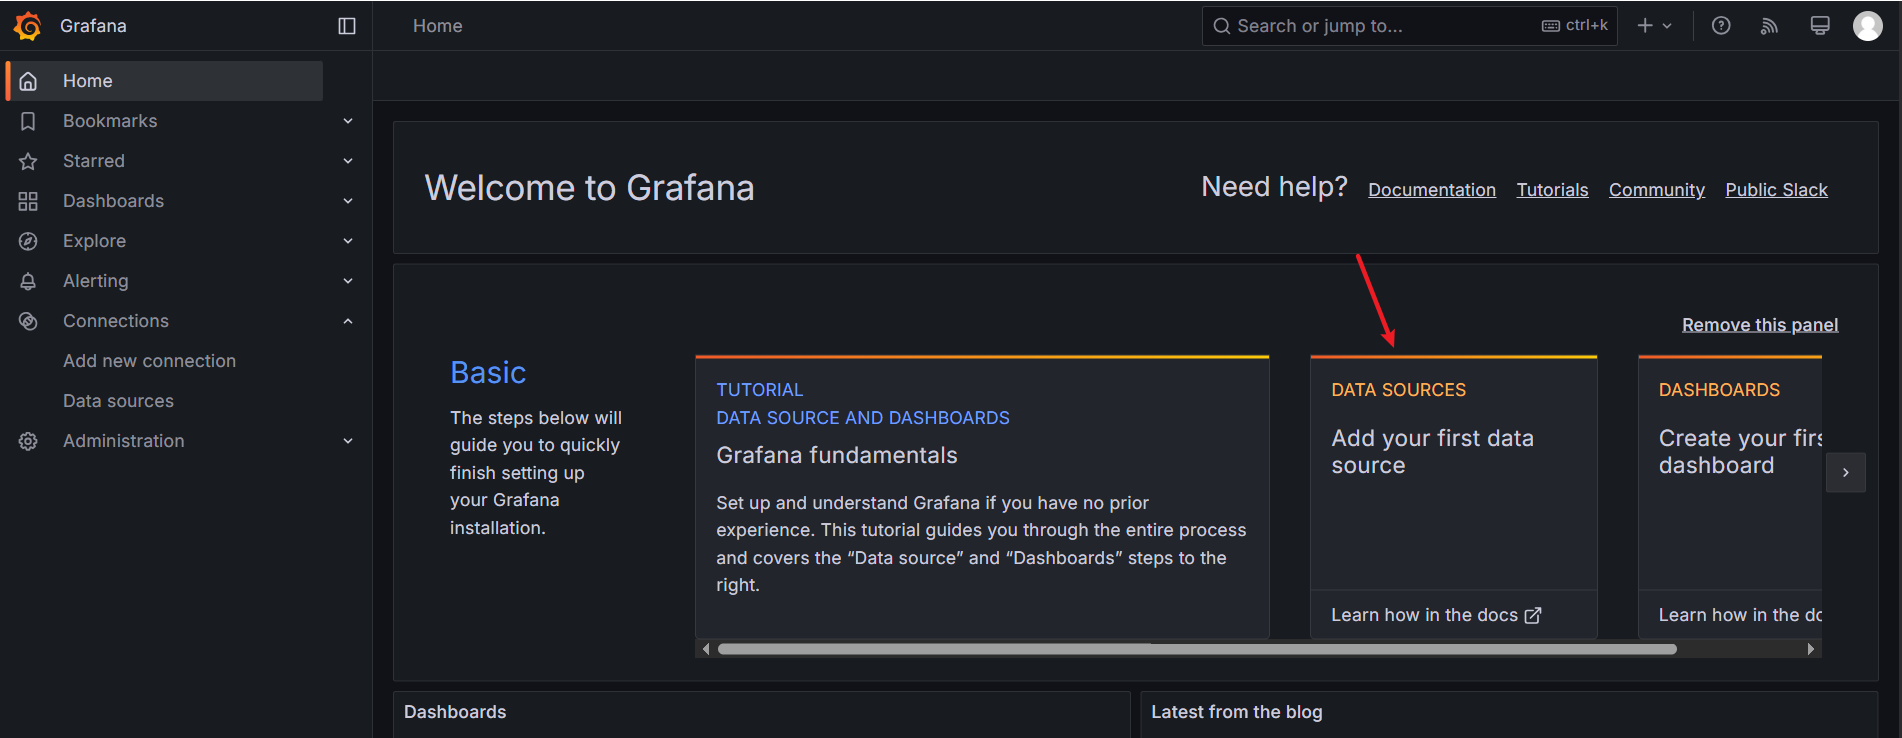 Grafana
Home
Search or jump to...
ctrl+k
Home
Bookmarks
Starred
Dashboards
Explore
Alerting
Connections
Add new connection
Data sources
Administration
Welcome to Grafana
Need help?
Documentation
Tutorials
Community
Public Slack
Remove this panel
Basic
The steps below will
guide you to quickly
finish setting up
your Grafana
installation.
TUTORIAL
DATA SOURCE AND DASHBOARDS
Grafana fundamentals
Set up and understand Grafana if you have no prior
experience. This tutorial guides you through the entire process
and covers the “Data source” and “Dashboards” steps to the
right.
DATA SOURCES
Add your first data
source
Learn how in the docs
DASHBOARDS
Create your firs
dashboard
Learn how in the do
Dashboards
Latest from the blog